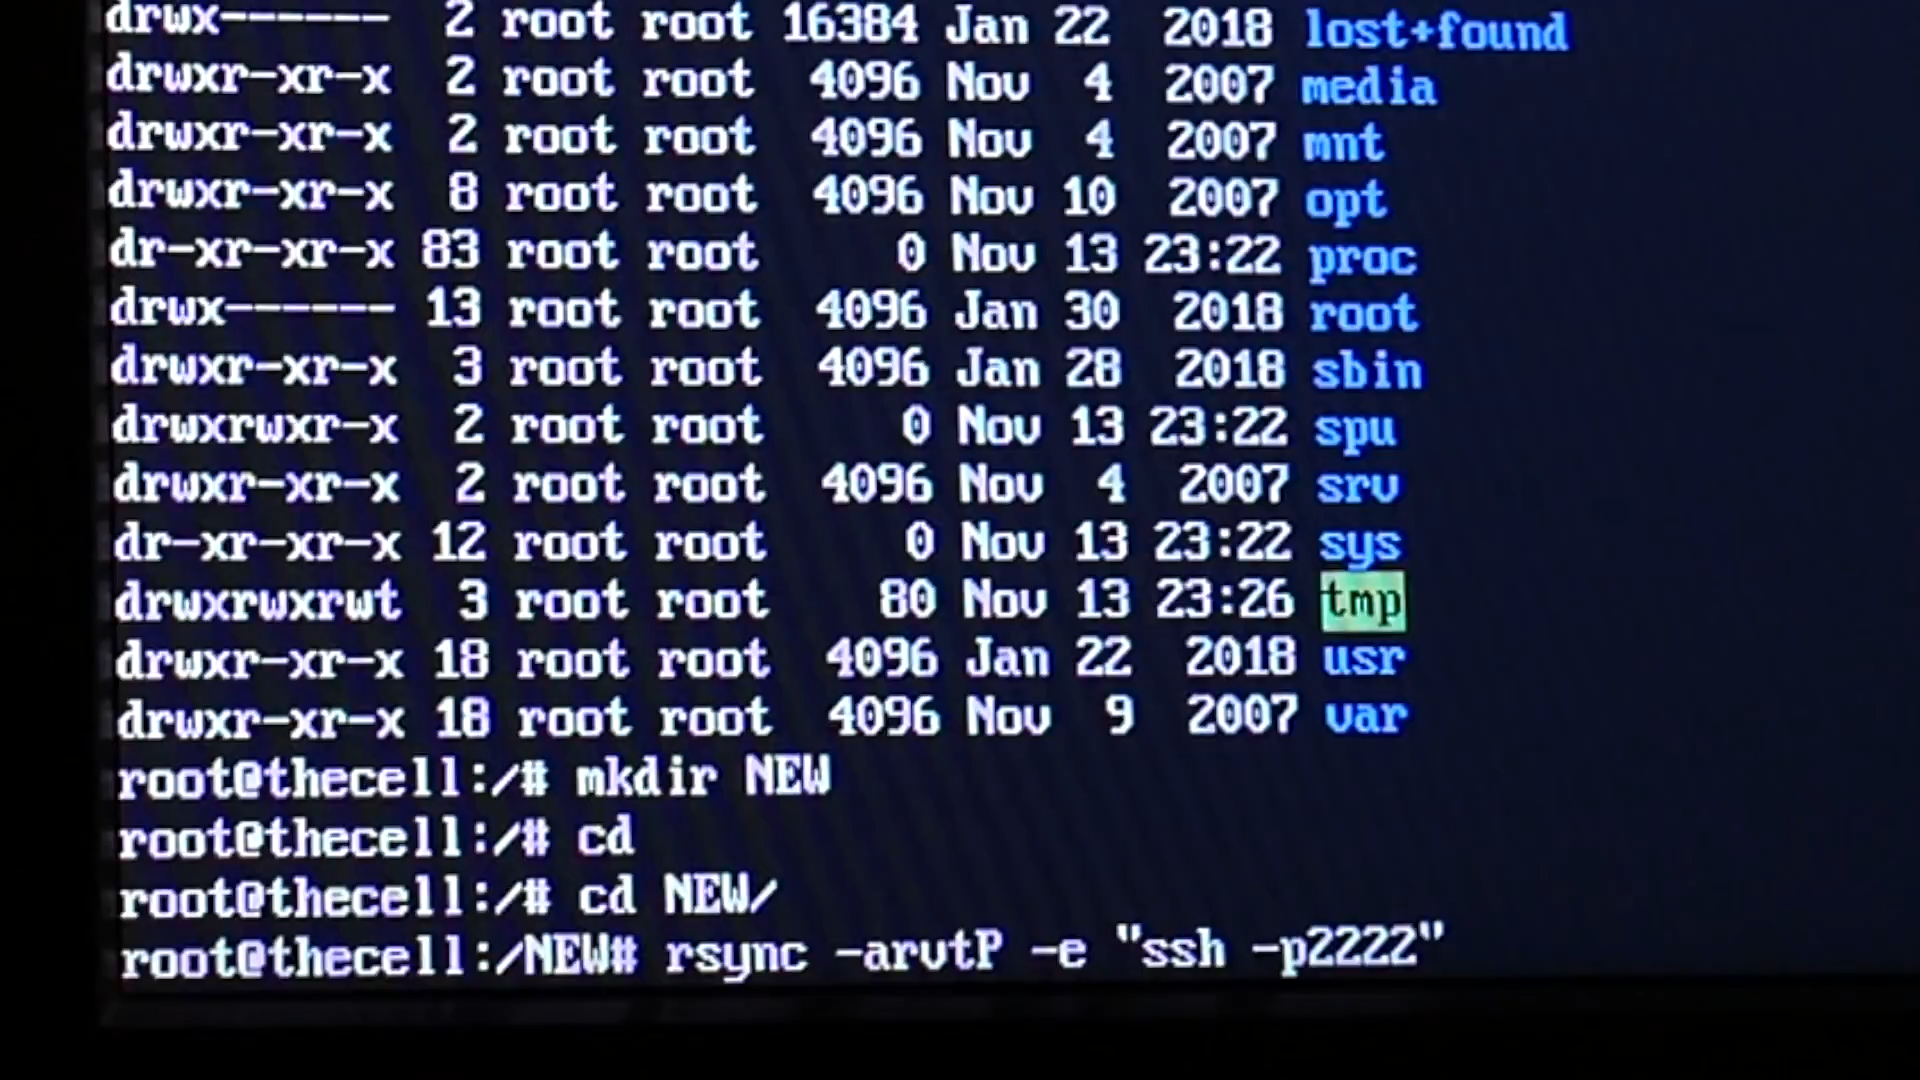 drwx------  2 root root 16384 Jan 22  2018 lost+found
drwxr-xr-x  2 root root  4096 Nov  4  2007 media
drwxr-xr-x  2 root root  4096 Nov  4  2007 mnt
drwxr-xr-x  8 root root  4096 Nov 10  2007 opt
dr-xr-xr-x 83 root root     0 Nov 13 23:22 proc
drwx------ 13 root root  4096 Jan 30  2018 root
drwxr-xr-x  3 root root  4096 Jan 28  2018 sbin
drwxrwxr-x  2 root root     0 Nov 13 23:22 spu
drwxr-xr-x  2 root root  4096 Nov  4  2007 srv
dr-xr-xr-x 12 root root     0 Nov 13 23:22 sys
drwxrwxrwt  3 root root    80 Nov 13 23:26 tmp
drwxr-xr-x 18 root root  4096 Jan 22  2018 usr
drwxr-xr-x 18 root root  4096 Nov  9  2007 var
root@thecell:/# mkdir NEW
root@thecell:/# cd
root@thecell:/# cd NEW/
root@thecell:/NEW# rsync -arvtP -e "ssh -p2222"